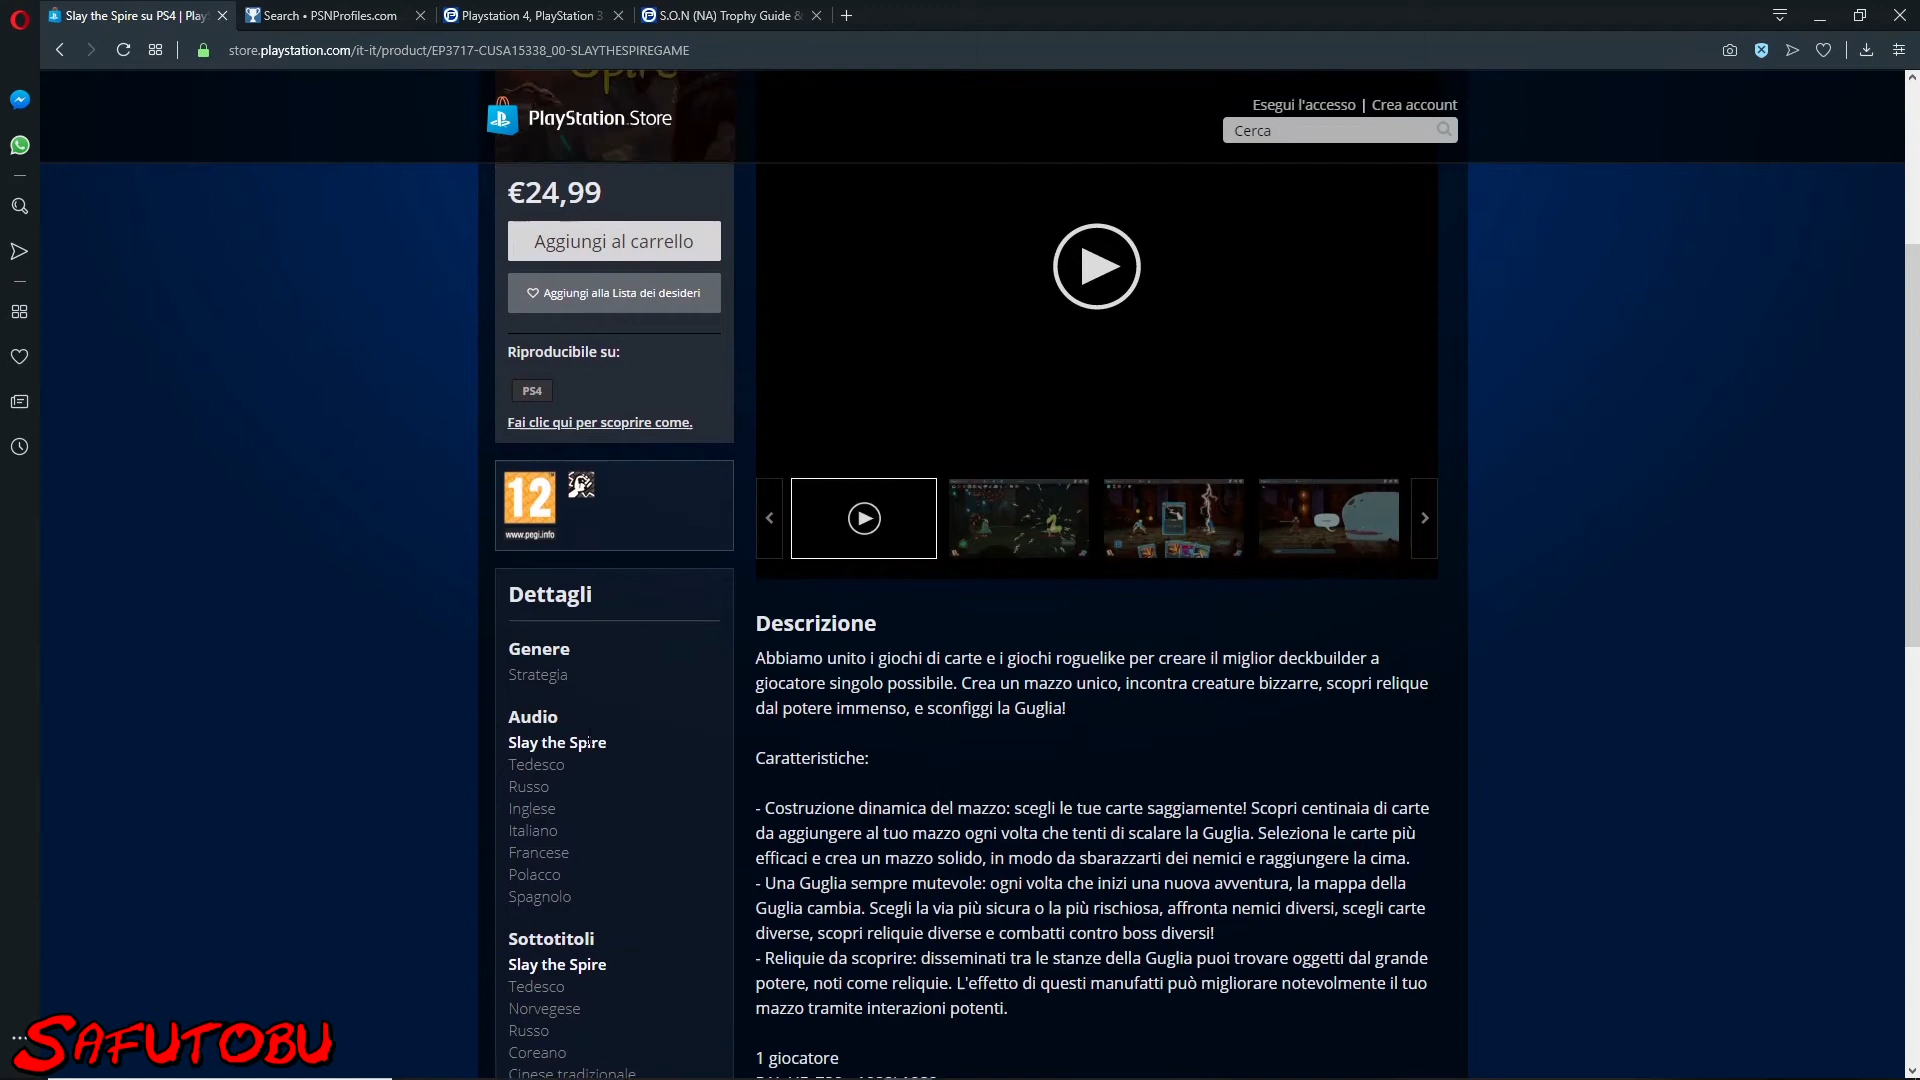 Slay the Spire su PS4 | Play
Search • PSNProfiles.com
Playstation 4, PlayStation 3
S.O.N (NA) Trophy Guide &
store.playstation.com/it-it/product/EP3717-CUSA15338_00-SLAYTHESPIREGAME
Spire
PlayStation Store
Esegui l'accesso | Crea account
Cerca
€24,99
Aggiungi al carrello
Aggiungi alla Lista dei desideri
Riproducibile su:
PS4
Fai clic qui per scoprire come.
12
www.pegi.info
Dettagli
Genere
Strategia
Audio
Slay the Spire
Tedesco
Russo
Inglese
Italiano
Francese
Polacco
Spagnolo
Sottotitoli
Slay the Spire
Tedesco
Norvegese
Russo
Coreano
Cinese tradizionale
Descrizione
Abbiamo unito i giochi di carte e i giochi roguelike per creare il miglior deckbuilder a
giocatore singolo possibile. Crea un mazzo unico, incontra creature bizzarre, scopri relique
dal potere immenso, e sconfiggi la Guglia!
Caratteristiche:
- Costruzione dinamica del mazzo: scegli le tue carte saggiamente! Scopri centinaia di carte
da aggiungere al tuo mazzo ogni volta che tenti di scalare la Guglia. Seleziona le carte più
efficaci e crea un mazzo solido, in modo da sbarazzarti dei nemici e raggiungere la cima.
- Una Guglia sempre mutevole: ogni volta che inizi una nuova avventura, la mappa della
Guglia cambia. Scegli la via più sicura o la più rischiosa, affronta nemici diversi, scegli carte
diverse, scopri reliquie diverse e combatti contro boss diversi!
- Reliquie da scoprire: disseminati tra le stanze della Guglia puoi trovare oggetti dal grande
potere, noti come reliquie. L'effetto di questi manufatti può migliorare notevolmente il tuo
mazzo tramite interazioni potenti.
1 giocatore
SAFUTOBU